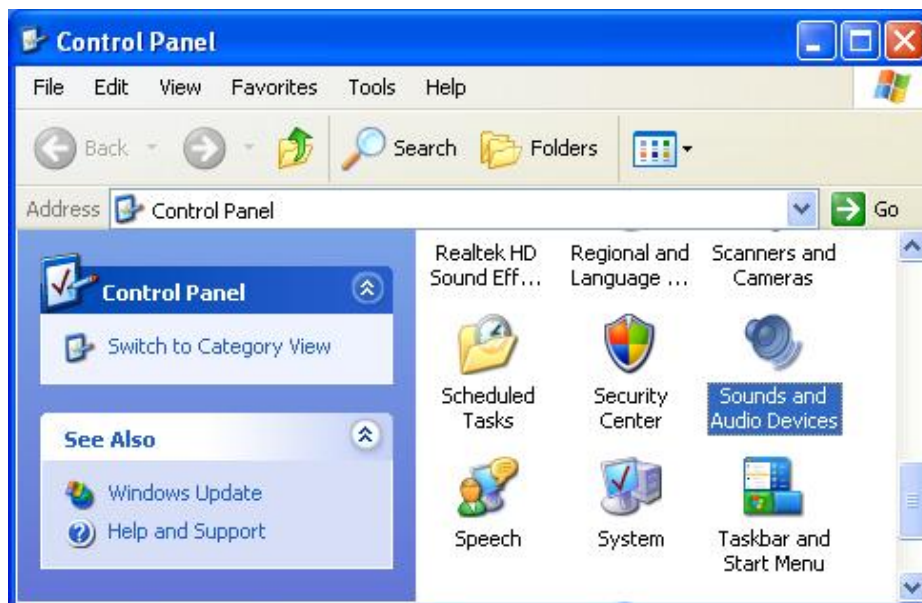 Control Panel
File Edit View Favorites Tools Help
Back Search Folders
Address Control Panel Go
Control Panel
Switch to Category View
See Also
Windows Update
Help and Support
Realtek HD
Sound Eff...
Regional and
Language ...
Scanners and
Cameras
Scheduled
Tasks
Security
Center
Sounds and
Audio Devices
Speech
System
Taskbar and
Start Menu